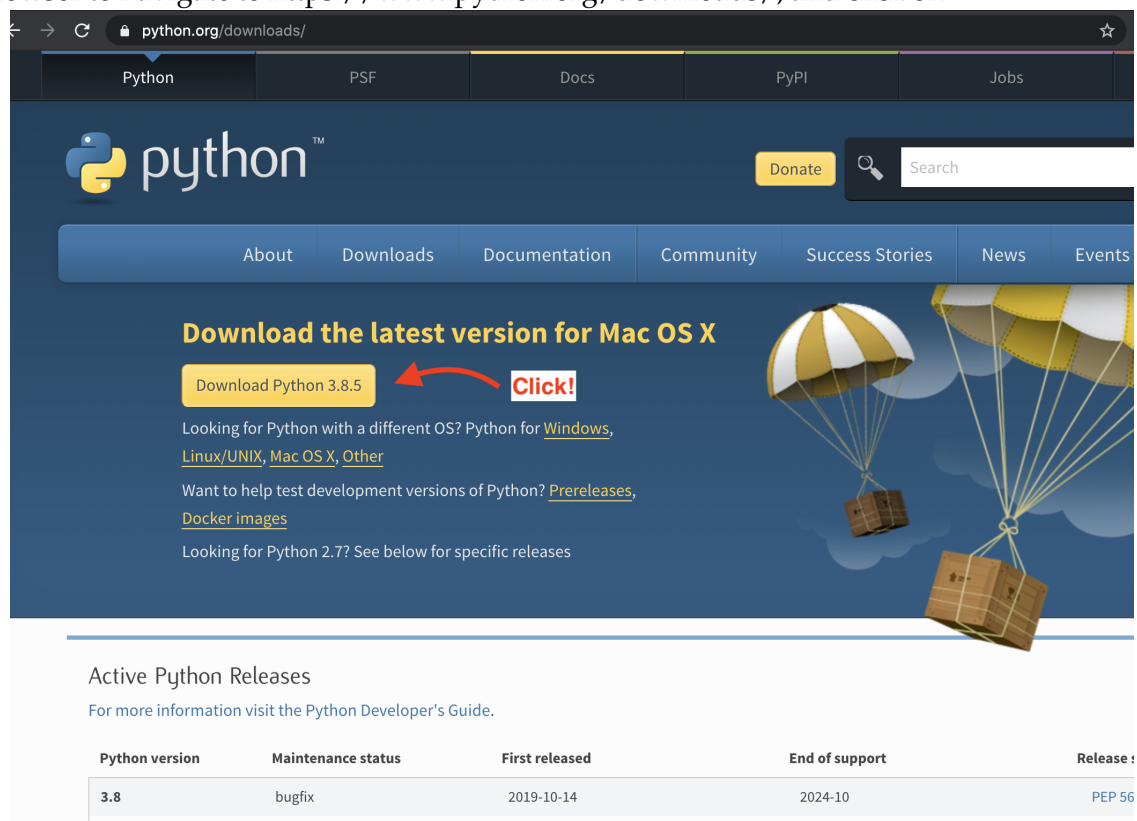 python.org/downloads/
Python PSF Docs PyPI Jobs
python™
Donate Search
About Downloads Documentation Community Success Stories News Events
Download the latest version for Mac OS X
Download Python 3.8.5 Click!
Looking for Python with a different OS? Python for Windows,
Linux/UNIX, Mac OS X, Other
Want to help test development versions of Python? Prereleases,
Docker images
Looking for Python 2.7? See below for specific releases
Active Python Releases
For more information visit the Python Developer's Guide.
Python version Maintenance status First released End of support Release s
3.8 bugfix 2019-10-14 2024-10 PEP 56